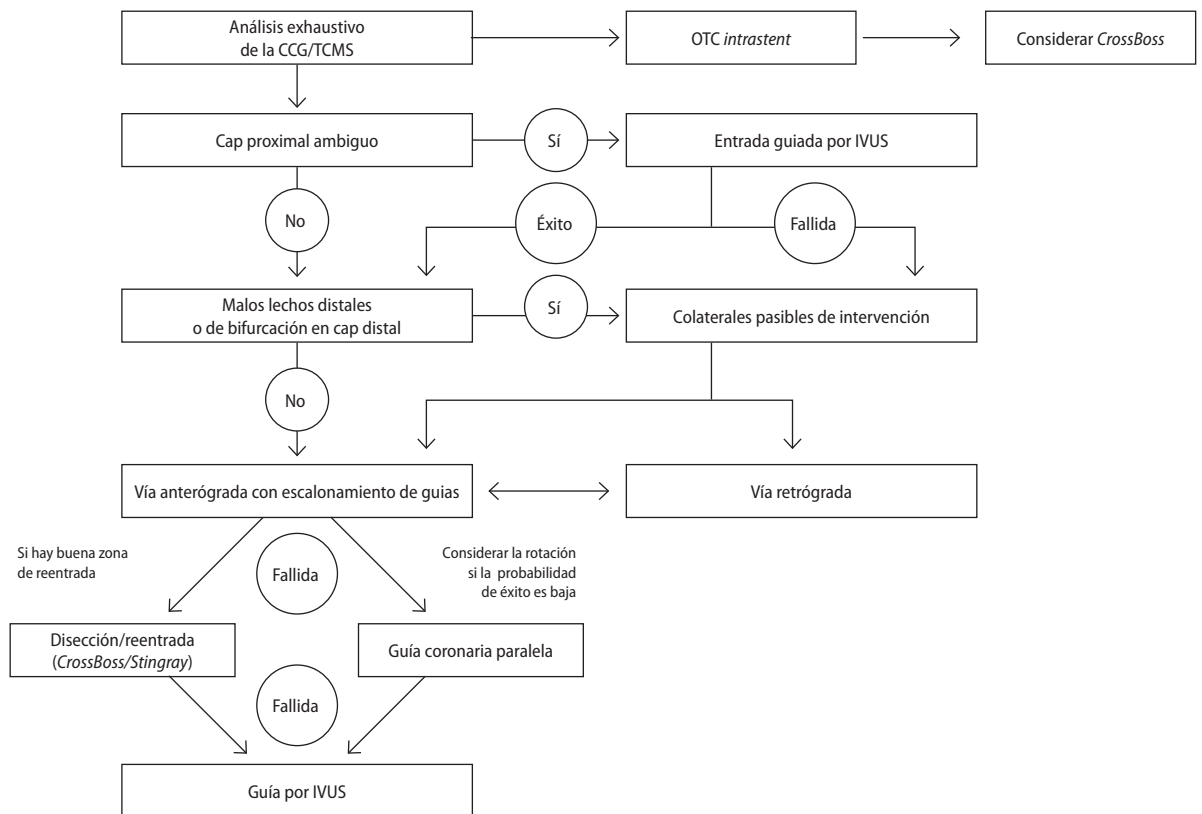 Análisis exhaustivo
de la CCG/TCMS
OTC intrastent
Considerar CrossBoss
Cap proximal ambiguo
Sí
Entrada guiada por IVUS
No
Éxito
Fallida
Malos lechos distales
o de bifurcación en cap distal
Sí
Colaterales pasibles de intervención
No
Vía anterógrada con escalonamiento de guias
Vía retrógrada
Si hay buena zona
de reentrada
Fallida
Considerar la rotación
si la probabilidad
de éxito es baja
Disección/reentrada
(CrossBoss/Stingray)
Guía coronaria paralela
Fallida
Guía por IVUS